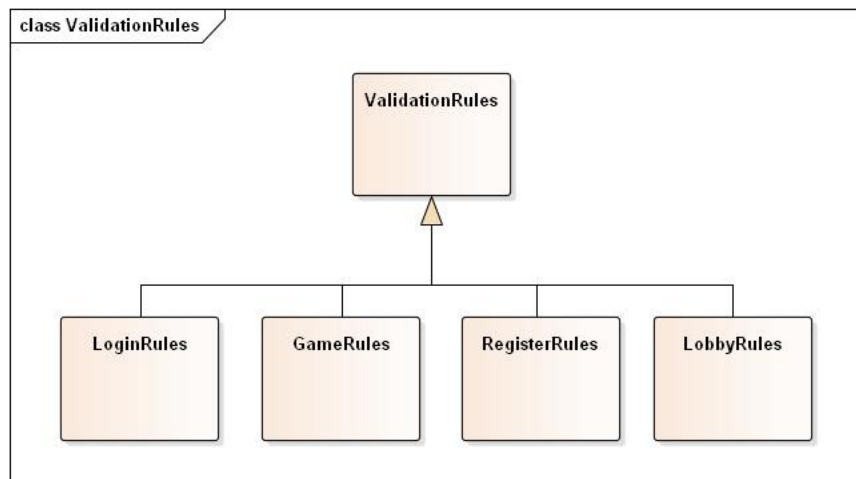 class ValidationRules
ValidationRules
LoginRules
GameRules
RegisterRules
LobbyRules